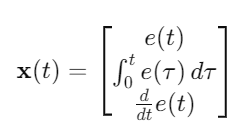 x(t) = [ e(t)
∫₀ᵗ e(τ) dτ
d/dt e(t) ]